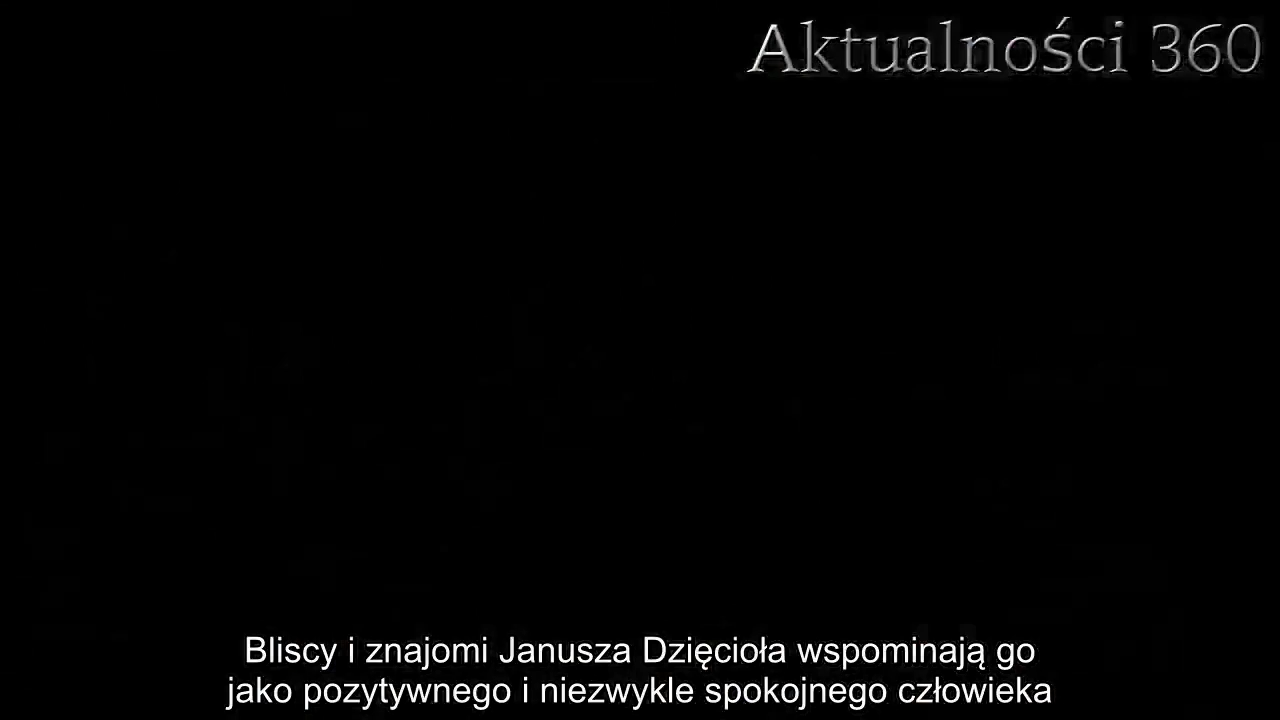 Aktualności 360
Bliscy i znajomi Janusza Dzięcioła wspominają go
jako pozytywnego i niezwykle spokojnego człowieka